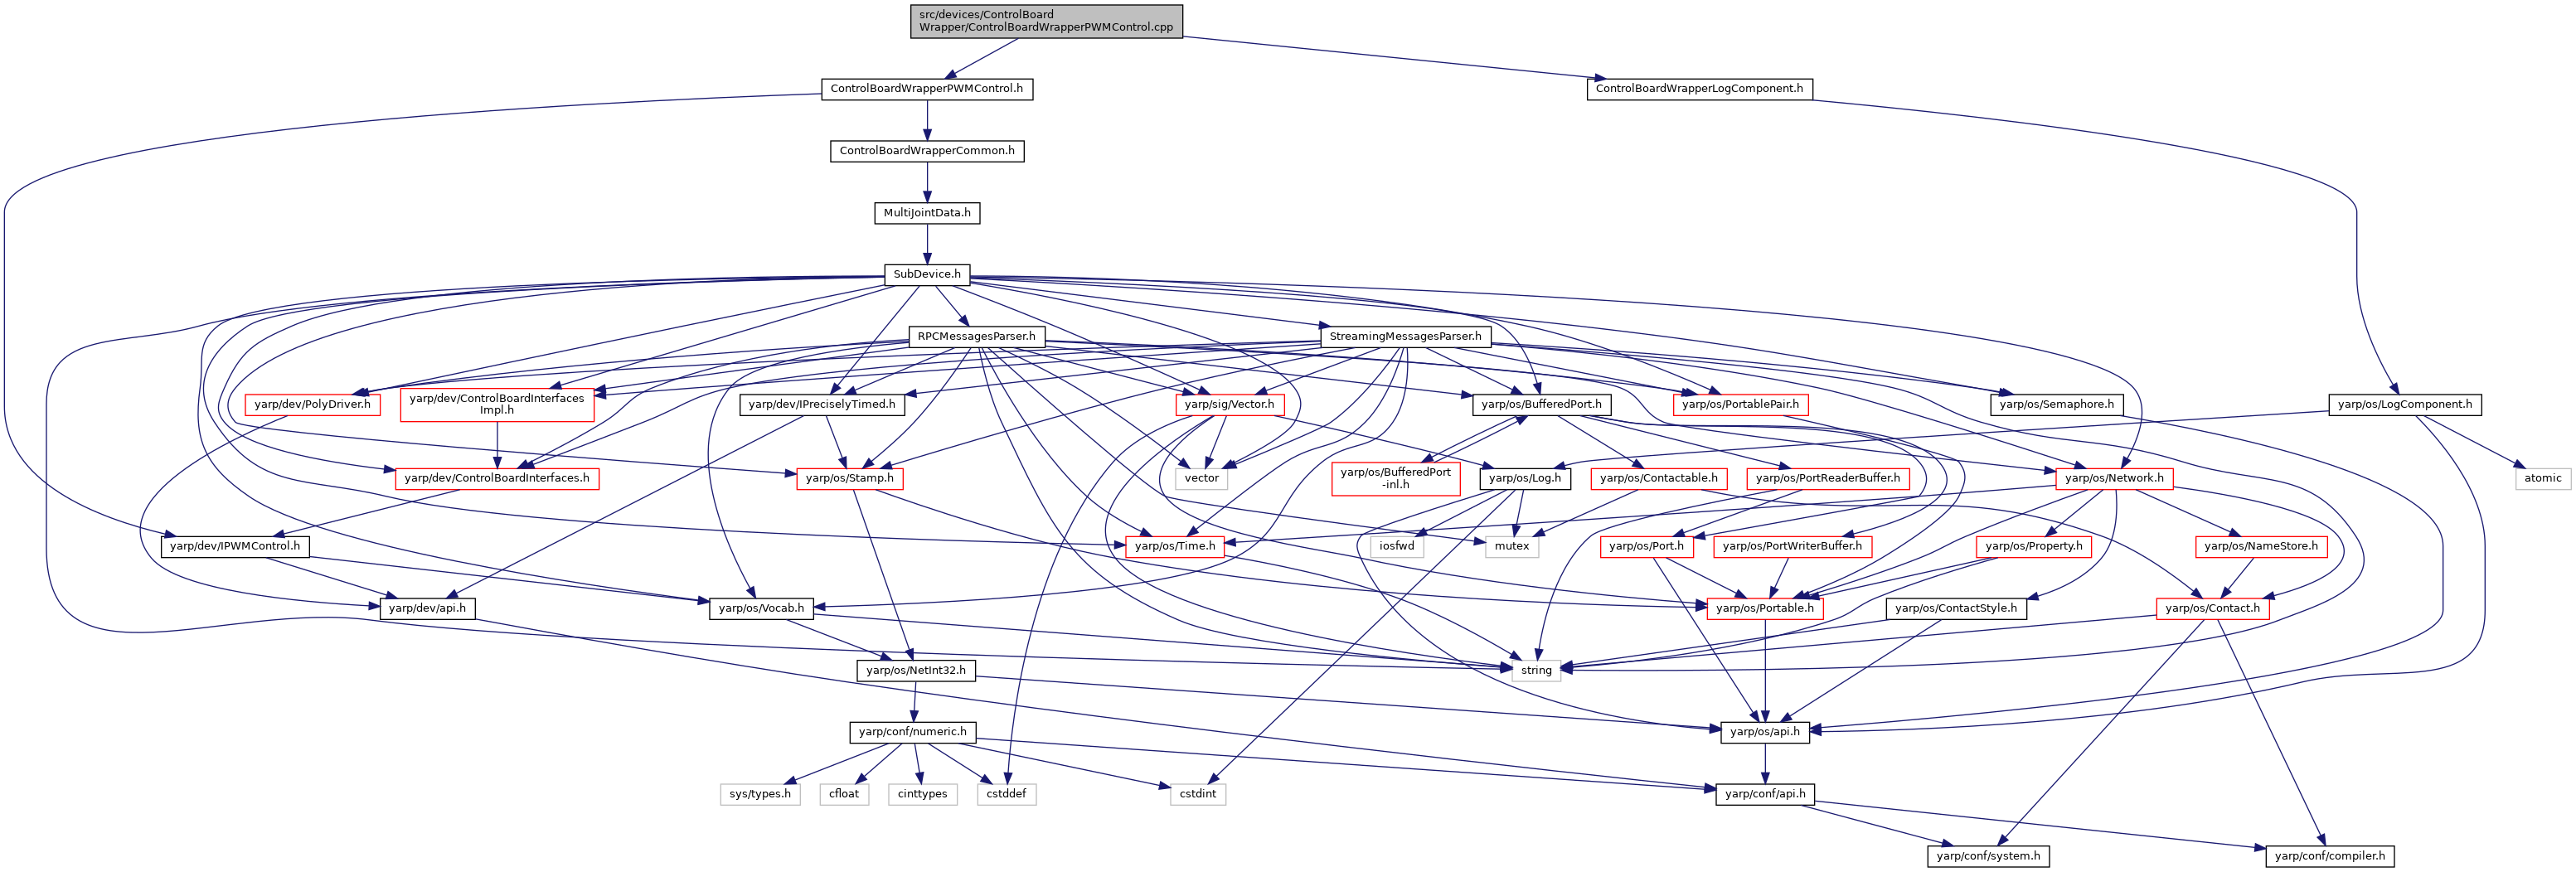 src/devices/ControlBoard
Wrapper/ControlBoardWrapperPWMControl.cpp
ControlBoardWrapperPWMControl.h
ControlBoardWrapperLogComponent.h
ControlBoardWrapperCommon.h
MultiJointData.h
SubDevice.h
RPCMessagesParser.h
StreamingMessagesParser.h
yarp/dev/PolyDriver.h
yarp/dev/ControlBoardInterfaces
Impl.h
yarp/dev/IPreciselyTimed.h
yarp/sig/Vector.h
yarp/os/BufferedPort.h
yarp/os/PortablePair.h
yarp/os/Semaphore.h
yarp/os/LogComponent.h
yarp/dev/ControlBoardInterfaces.h
yarp/os/Stamp.h
vector
yarp/os/BufferedPort
-inl.h
yarp/os/Log.h
yarp/os/Contactable.h
yarp/os/PortReaderBuffer.h
yarp/os/Network.h
atomic
yarp/dev/IPWMControl.h
yarp/os/Time.h
iosfwd
mutex
yarp/os/Port.h
yarp/os/PortWriterBuffer.h
yarp/os/Property.h
yarp/os/NameStore.h
yarp/dev/api.h
yarp/os/Vocab.h
yarp/os/Portable.h
yarp/os/ContactStyle.h
yarp/os/Contact.h
yarp/os/NetInt32.h
string
yarp/conf/numeric.h
yarp/os/api.h
sys/types.h
cfloat
cinttypes
cstddef
cstdint
yarp/conf/api.h
yarp/conf/system.h
yarp/conf/compiler.h